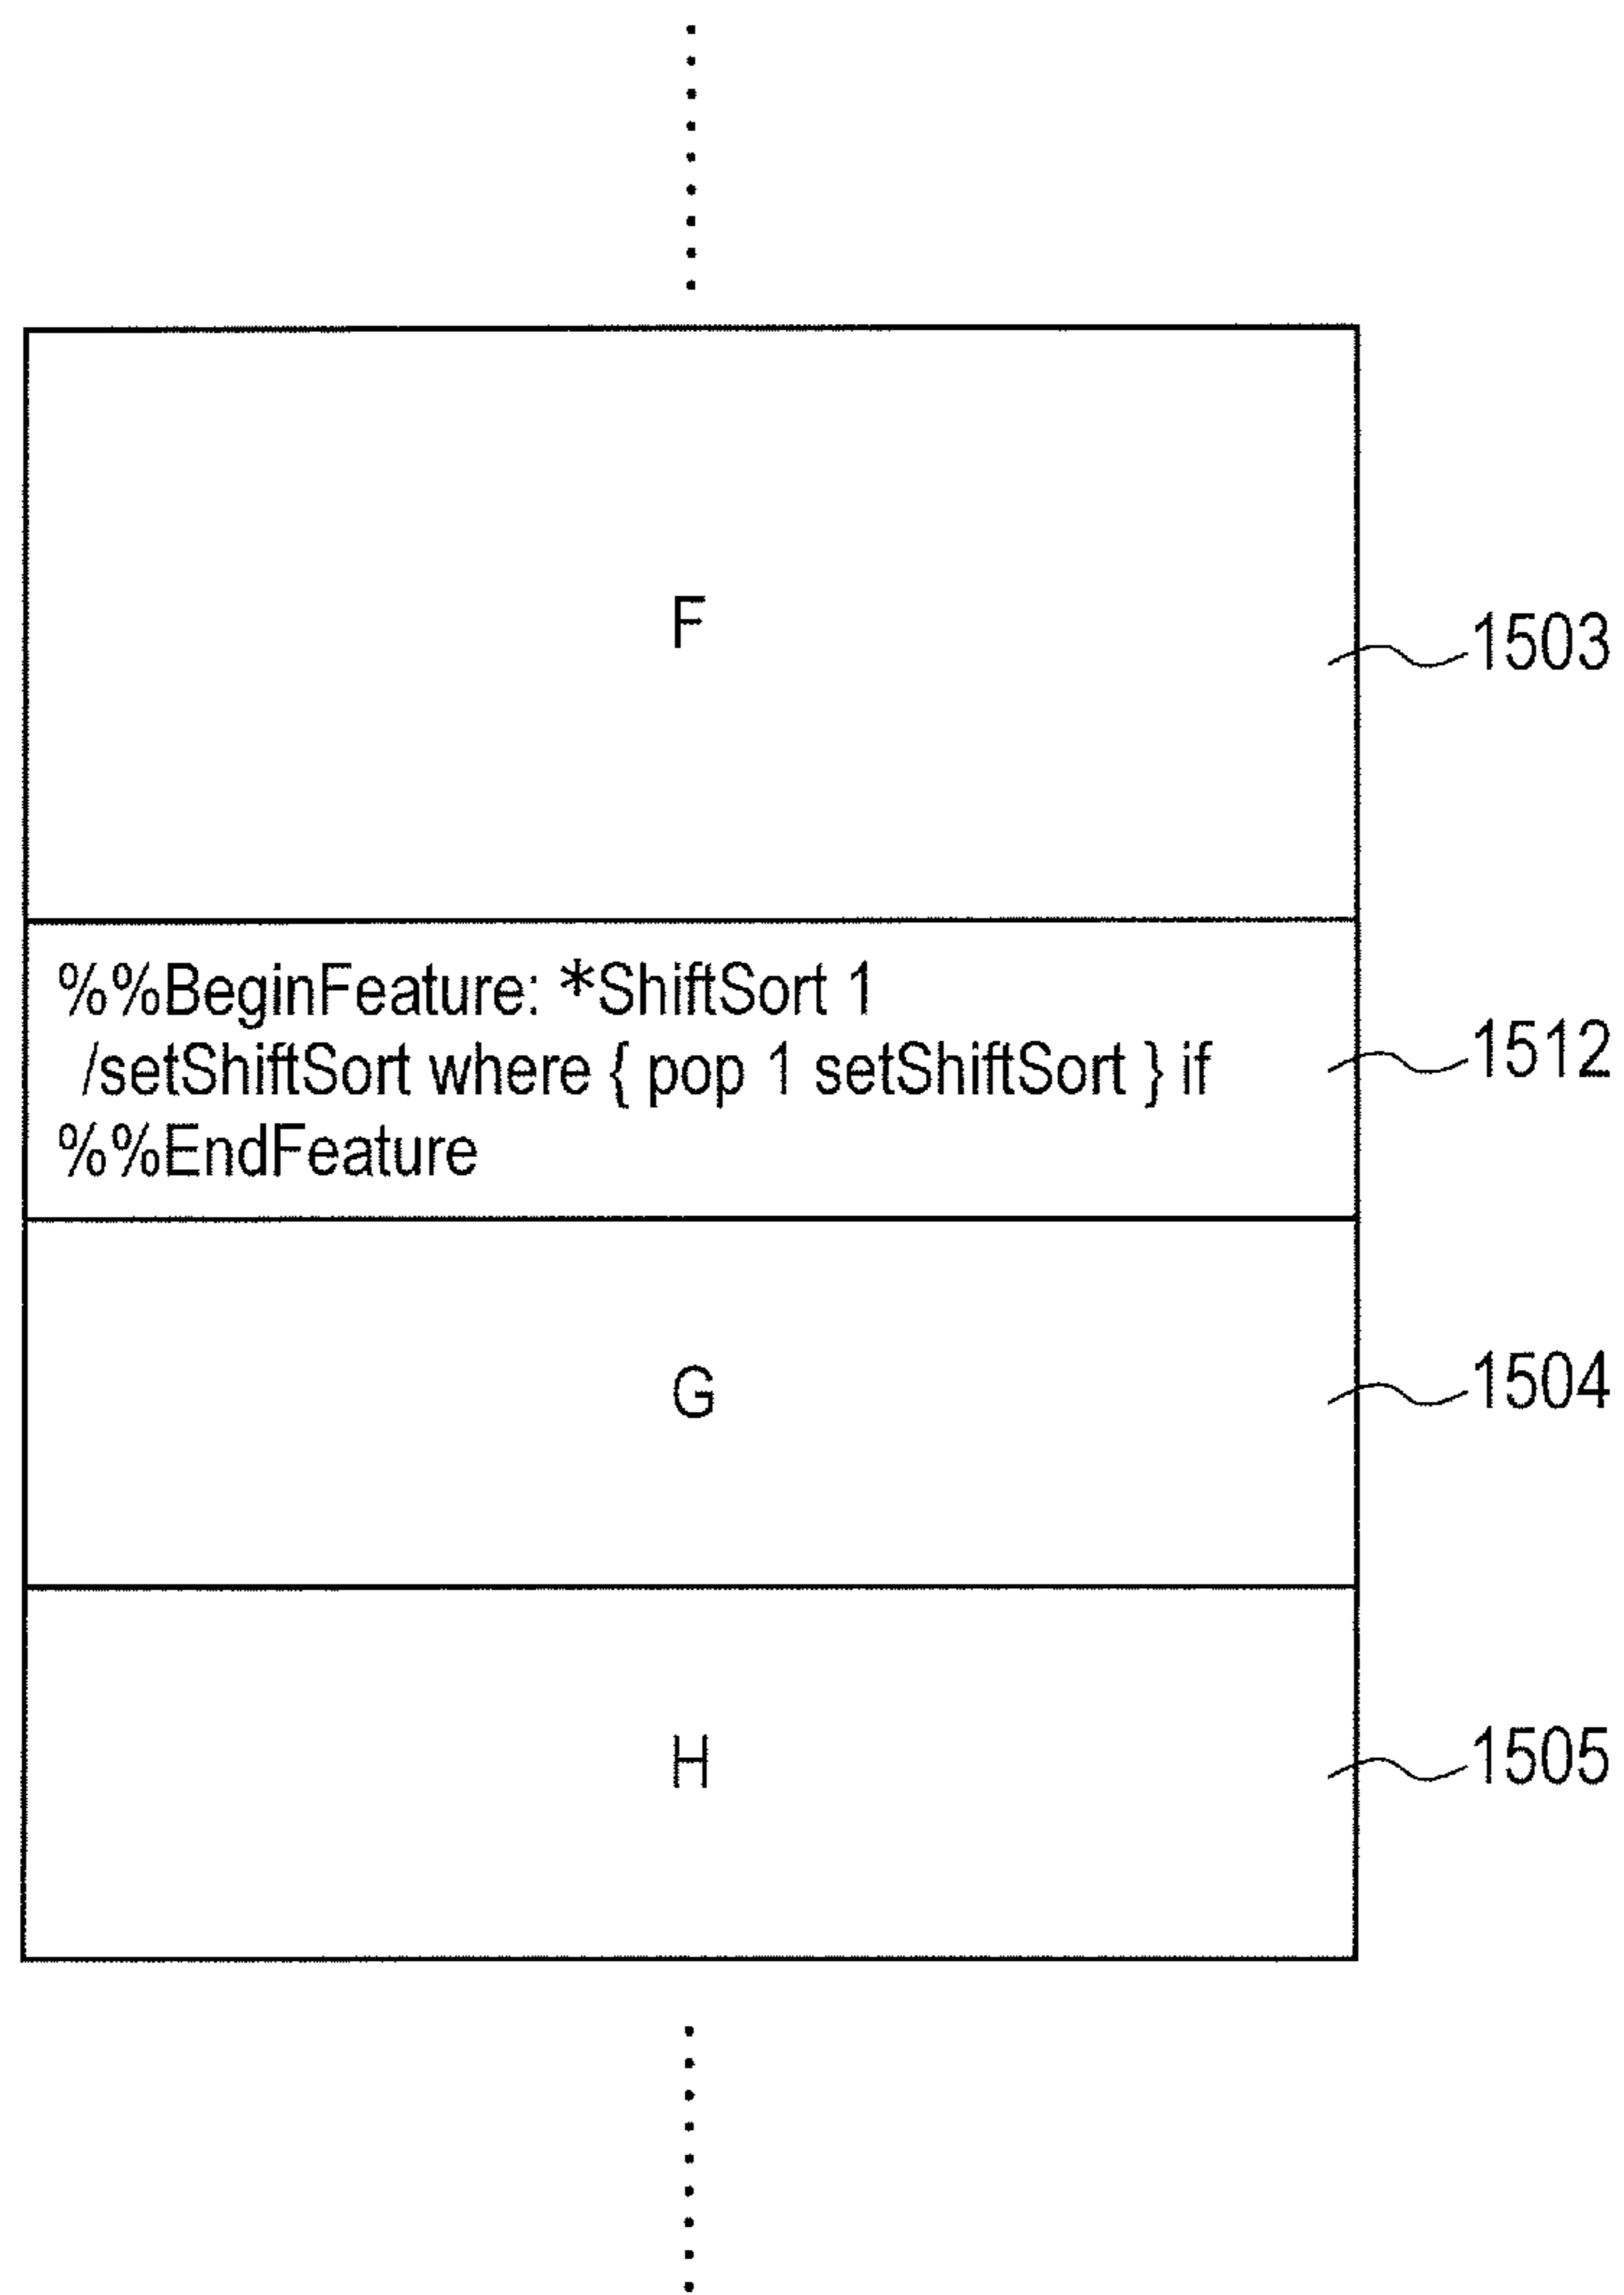 F
1503
%%BeginFeature: *ShiftSort 1
/setShiftSort where { pop 1 setShiftSort } if
%%EndFeature
1512
G
1504
H
1505